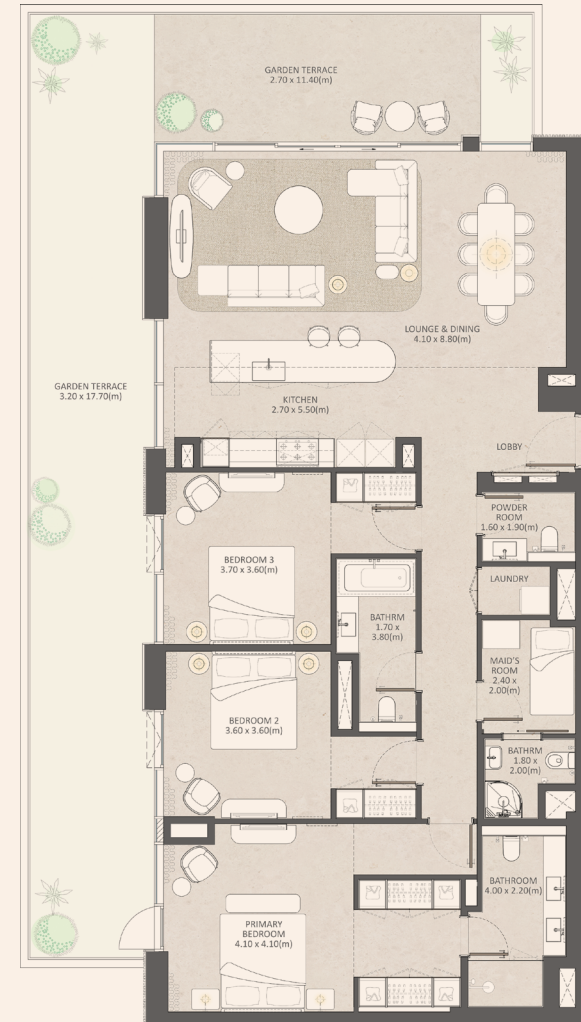 GARDEN TERRACE
2.70 x 11.40(m)
LOUNGE & DINING
4.10 x 8.80(m)
GARDEN TERRACE
3.20 x 17.70(m)
KITCHEN
2.70 x 5.50(m)
LOBBY
POWDER
ROOM
1.60 x 1.90(m)
BEDROOM 3
3.70 x 3.60(m)
LAUNDRY
BATHRM
1.70 x
3.80(m)
MAID'S
ROOM
2.40 x
2.00(m)
BEDROOM 2
3.60 x 3.60(m)
BATHRM
1.80 x
2.00(m)
BATHROOM
4.00 x 2.20(m)
PRIMARY
BEDROOM
4.10 x 4.10(m)